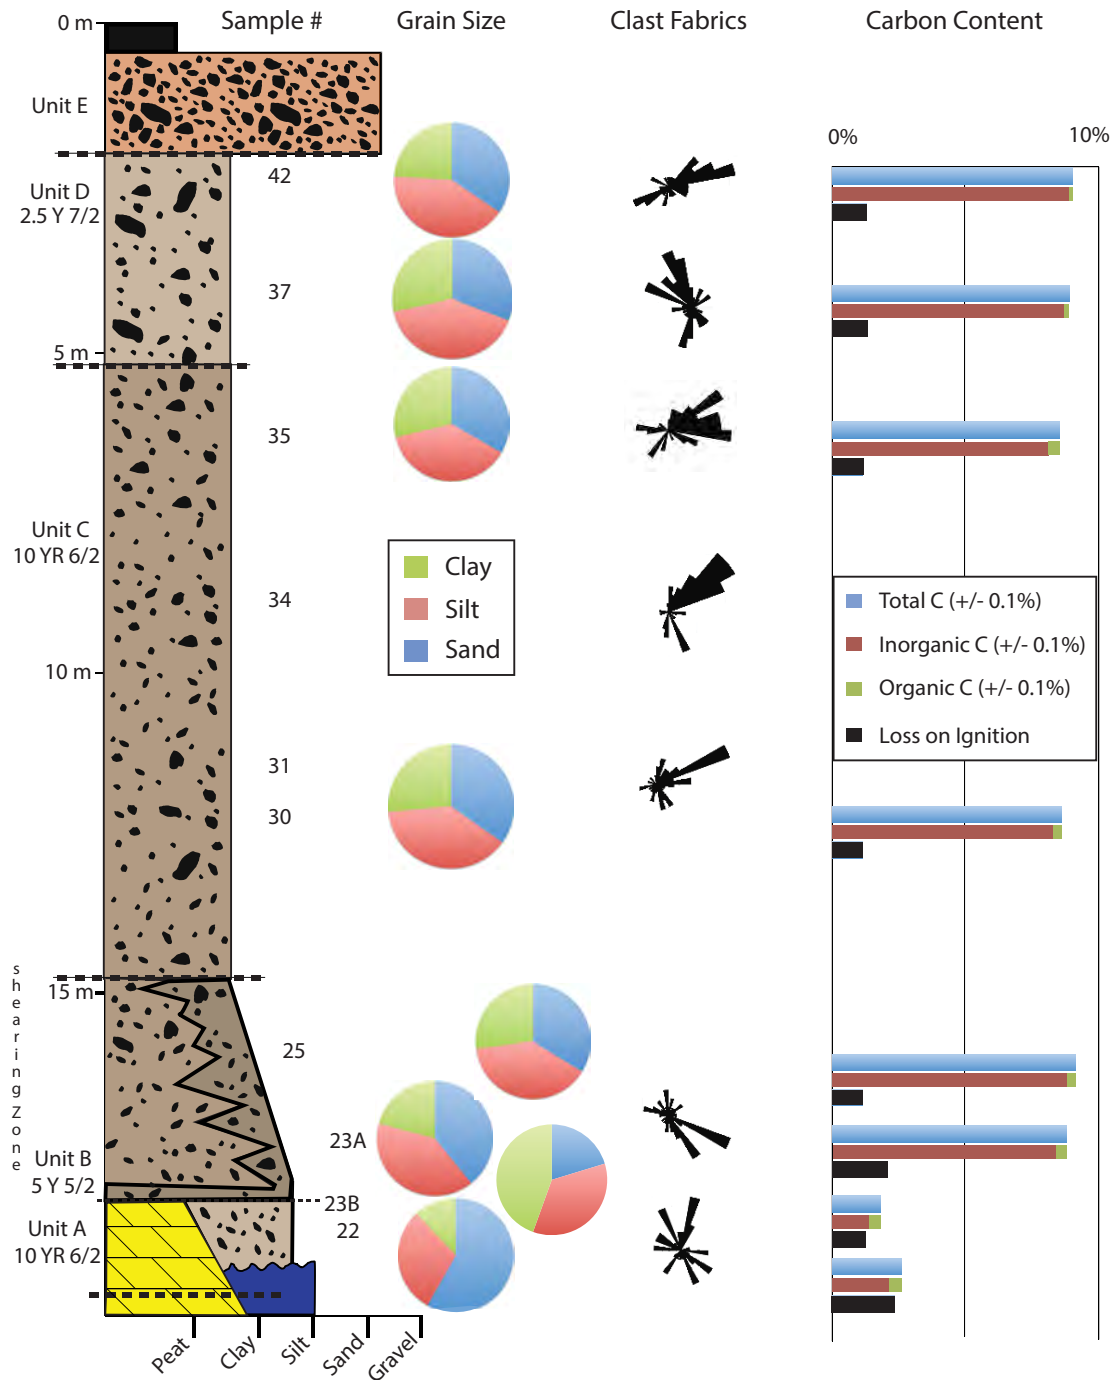 0 m
Sample #
Grain Size
Clast Fabrics
Carbon Content
Unit E
0%
10%
42
Unit D
2.5 Y 7/2
37
5 m
35
Unit C
10 YR 6/2
Clay
Silt
Sand
34
Total C (+/- 0.1%)
Inorganic C (+/- 0.1%)
Organic C (+/- 0.1%)
Loss on Ignition
10 m
31
30
shearing Zone
15 m
25
23A
Unit B
5 Y 5/2
23B
22
Unit A
10 YR 6/2
Peat
Clay
Silt
Sand
Gravel